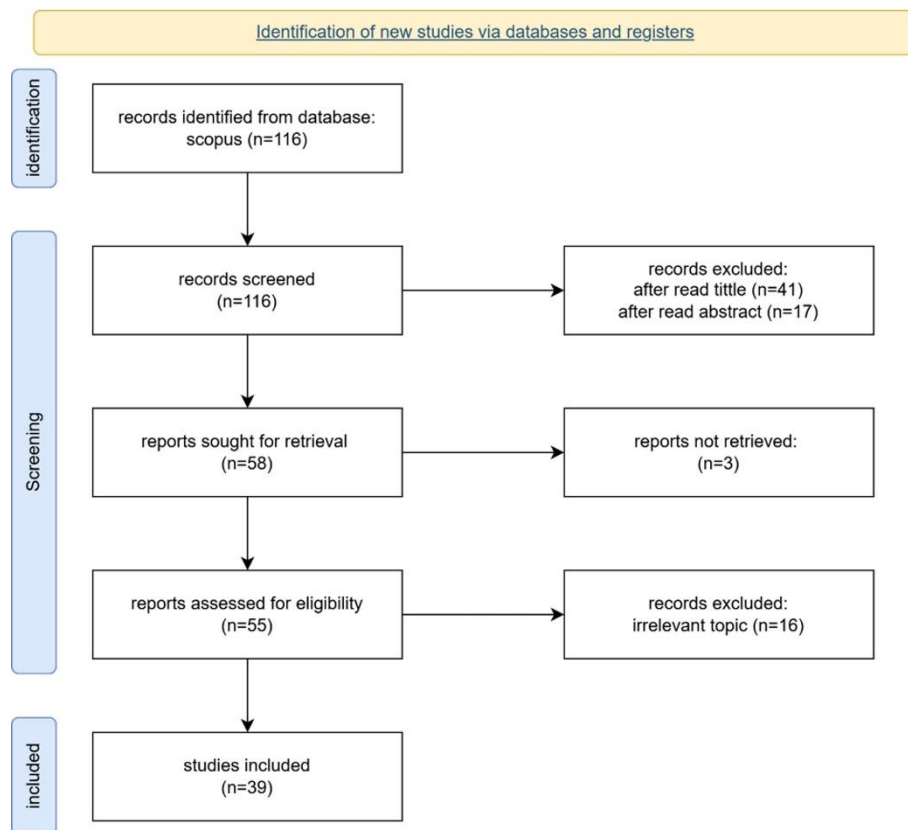 Identification of new studies via databases and registers
identification
records identified from database:
scopus (n=116)
Screening
records screened
(n=116)
records excluded:
after read tittle (n=41)
after read abstract (n=17)
reports sought for retrieval
(n=58)
reports not retrieved:
(n=3)
reports assessed for eligibility
(n=55)
records excluded:
irrelevant topic (n=16)
included
studies included
(n=39)